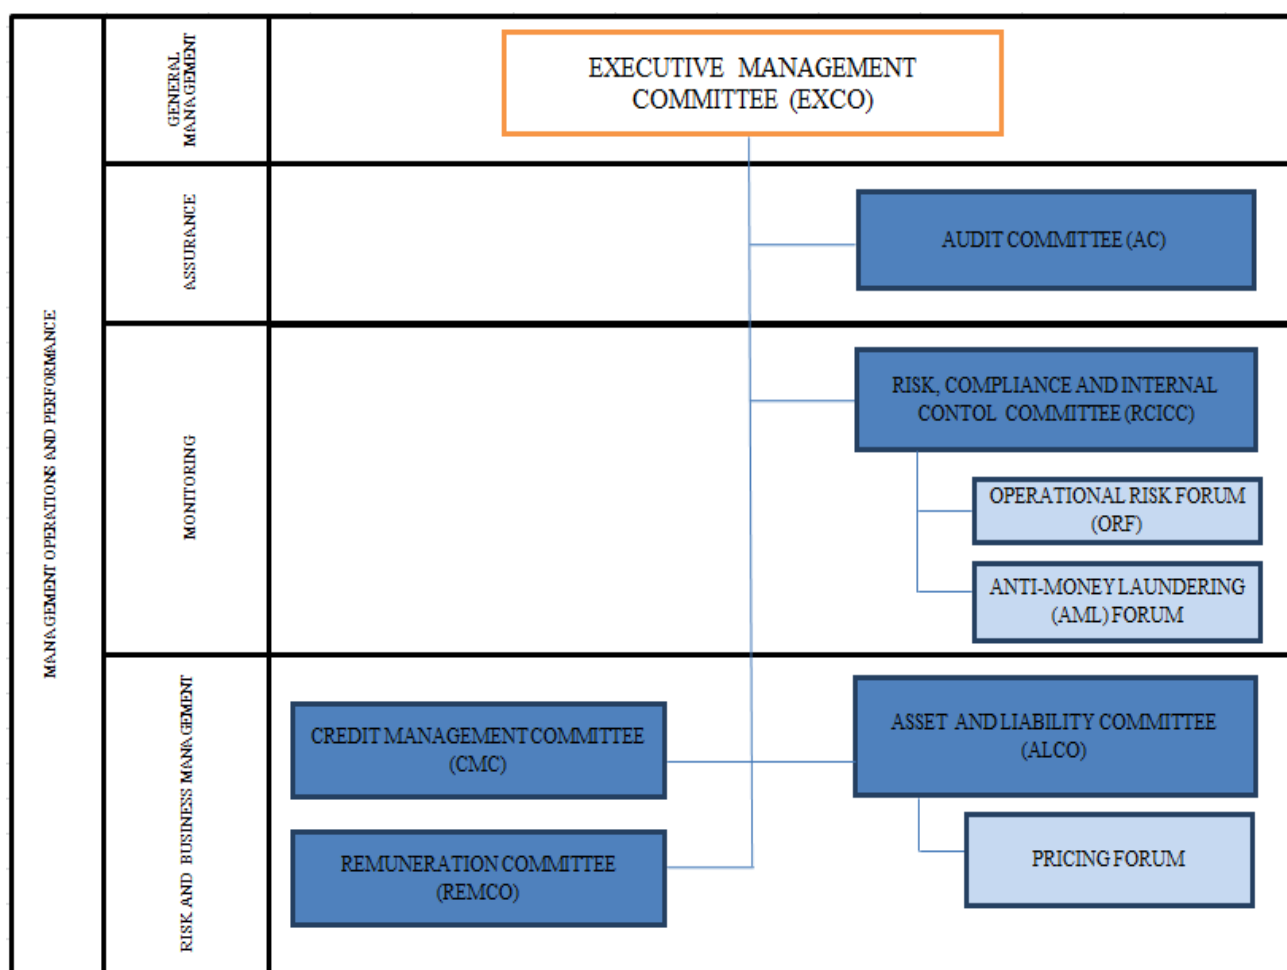 MANAGEMENT OPERATIONS AND PERFORMANCE
GENERAL
MANAGEMENT
EXECUTIVE MANAGEMENT
COMMITTEE (EXCO)
ASSURANCE
AUDIT COMMITTEE (AC)
MONITORING
RISK, COMPLIANCE AND INTERNAL
CONTOL COMMITTEE (RCICC)
OPERATIONAL RISK FORUM
(ORF)
ANTI-MONEY LAUNDERING
(AML) FORUM
RISK AND BUSINESS MANAGEMENT
CREDIT MANAGEMENT COMMITTEE
(CMC)
ASSET AND LIABILITY COMMITTEE
(ALCO)
REMUNERATION COMMITTEE
(REMCO)
PRICING FORUM